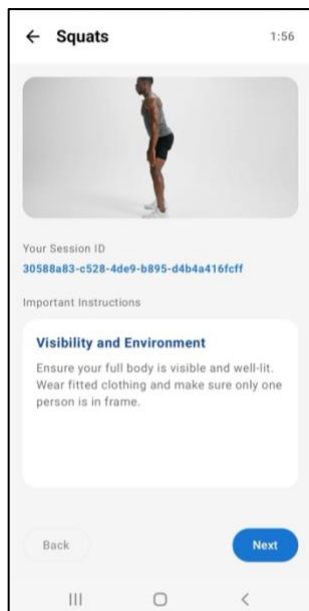 Squats 1:56
Your Session ID
30588a83-c528-4de9-b895-d4b4a416fcff
Important Instructions
Visibility and Environment
Ensure your full body is visible and well-lit.
Wear fitted clothing and make sure only one
person is in frame.
Back Next